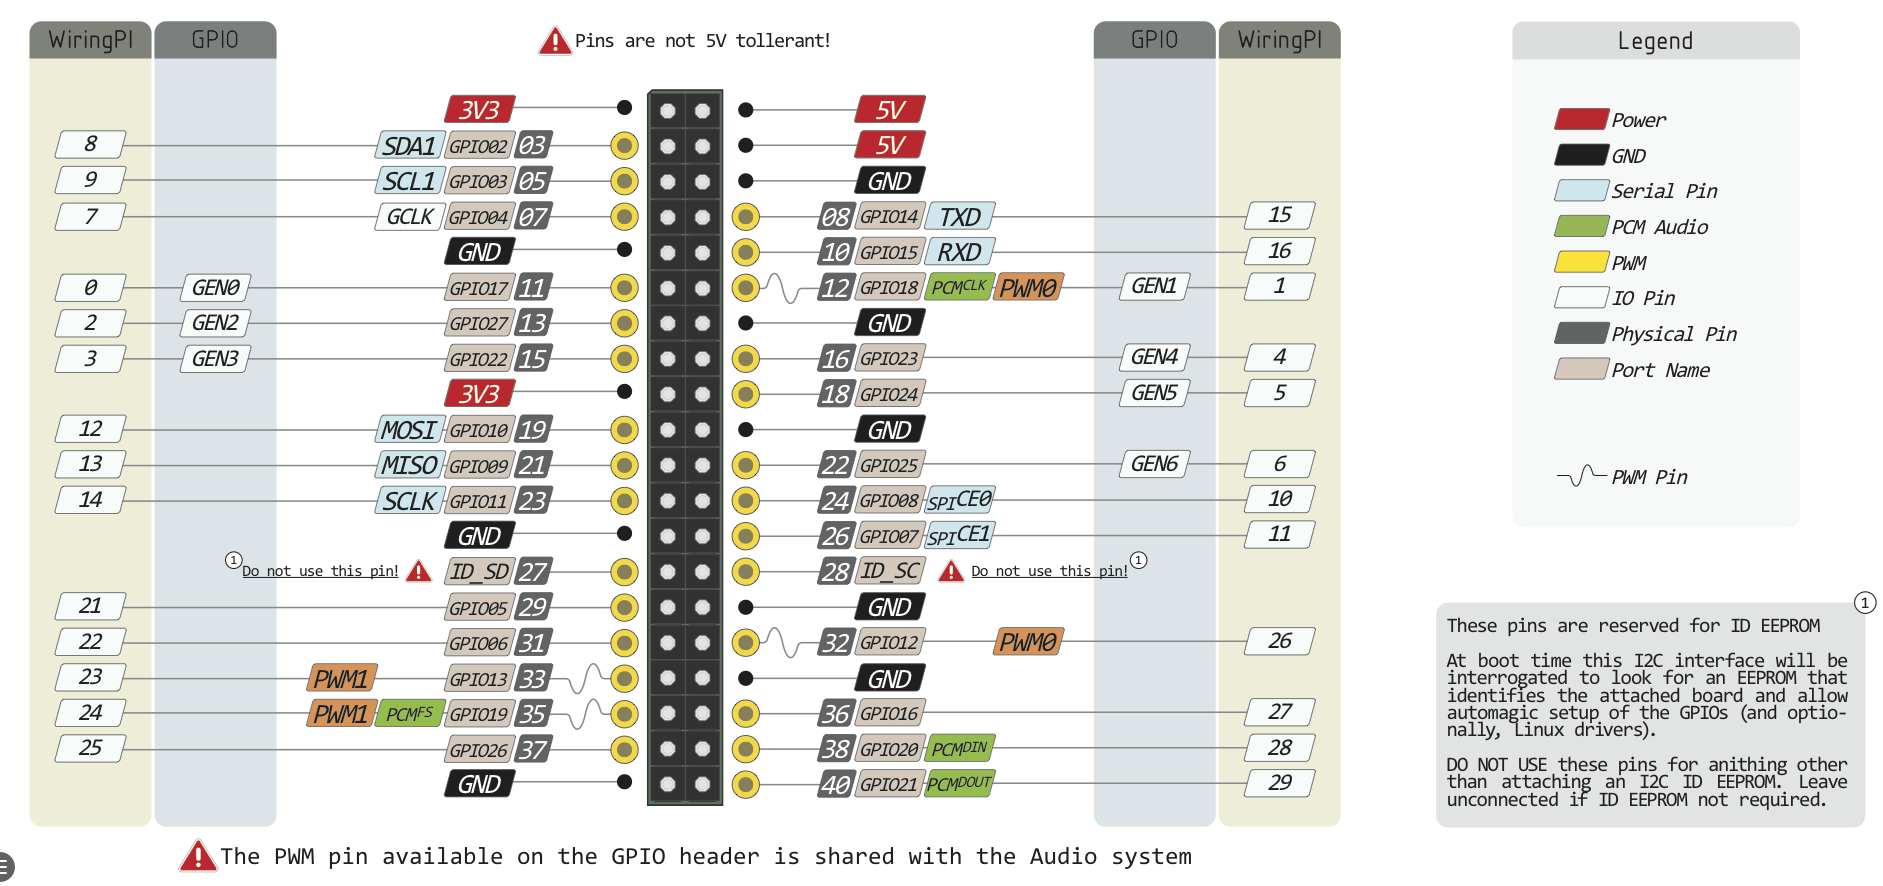 WiringPI GPIO
Pins are not 5V tollerant!
GPIO WiringPI
Legend
3V3 5V
8 SDA1 GPIO02 03 5V
9 SCL1 GPIO03 05 GND
7 GCLK GPIO04 07 08 GPIO14 TXD 15
GND 10 GPIO15 RXD 16
0 GEN0 GPIO17 11 12 GPIO18 PCMCLK PWM0 GEN1 1
2 GEN2 GPIO27 13 GND
3 GEN3 GPIO22 15 16 GPIO23 GEN4 4
3V3 18 GPIO24 GEN5 5
12 MOSI GPIO10 19 GND
13 MISO GPIO09 21 22 GPIO25 GEN6 6
14 SCLK GPIO11 23 24 GPIO08 SPICE0 10
GND 26 GPIO07 SPICE1 11
1 Do not use this pin! ID_SD 27 28 ID_SC Do not use this pin! 1
21 GPIO05 29 GND
22 GPIO06 31 32 GPIO12 PWM0 26
23 PWM1 GPIO13 33 GND
24 PWM1 PCMFS GPIO19 35 36 GPIO16 27
25 GPIO26 37 38 GPIO20 PCMDIN 28
GND 40 GPIO21 PCMDOUT 29
Power
GND
Serial Pin
PCM Audio
PWM
IO Pin
Physical Pin
Port Name
PWM Pin
1
These pins are reserved for ID EEPROM
At boot time this I2C interface will be
interrogated to look for an EEPROM that
identifies the attached board and allow
automagic setup of the GPIOs (and optio-
nally, Linux drivers).
DO NOT USE these pins for anithing other
than attaching an I2C ID EEPROM. Leave
unconnected if ID EEPROM not required.
The PWM pin available on the GPIO header is shared with the Audio system